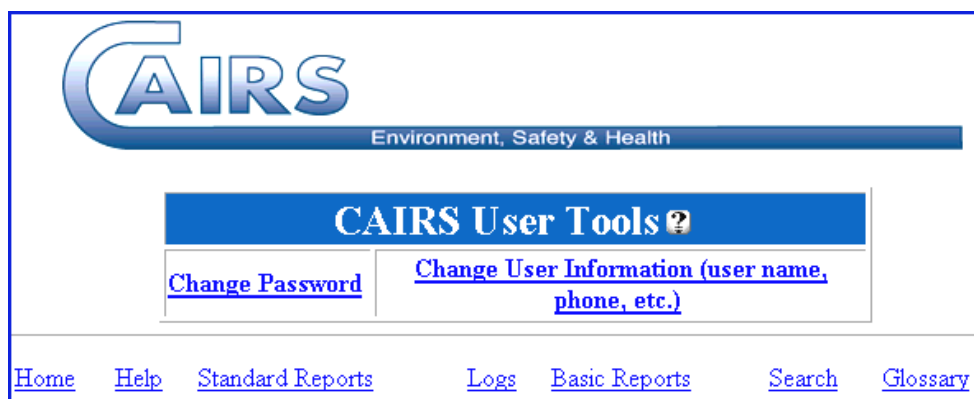 CAIRS
Environment, Safety & Health
CAIRS User Tools ?
Change Password
Change User Information (user name,
phone, etc.)
Home Help Standard Reports Logs Basic Reports Search Glossary